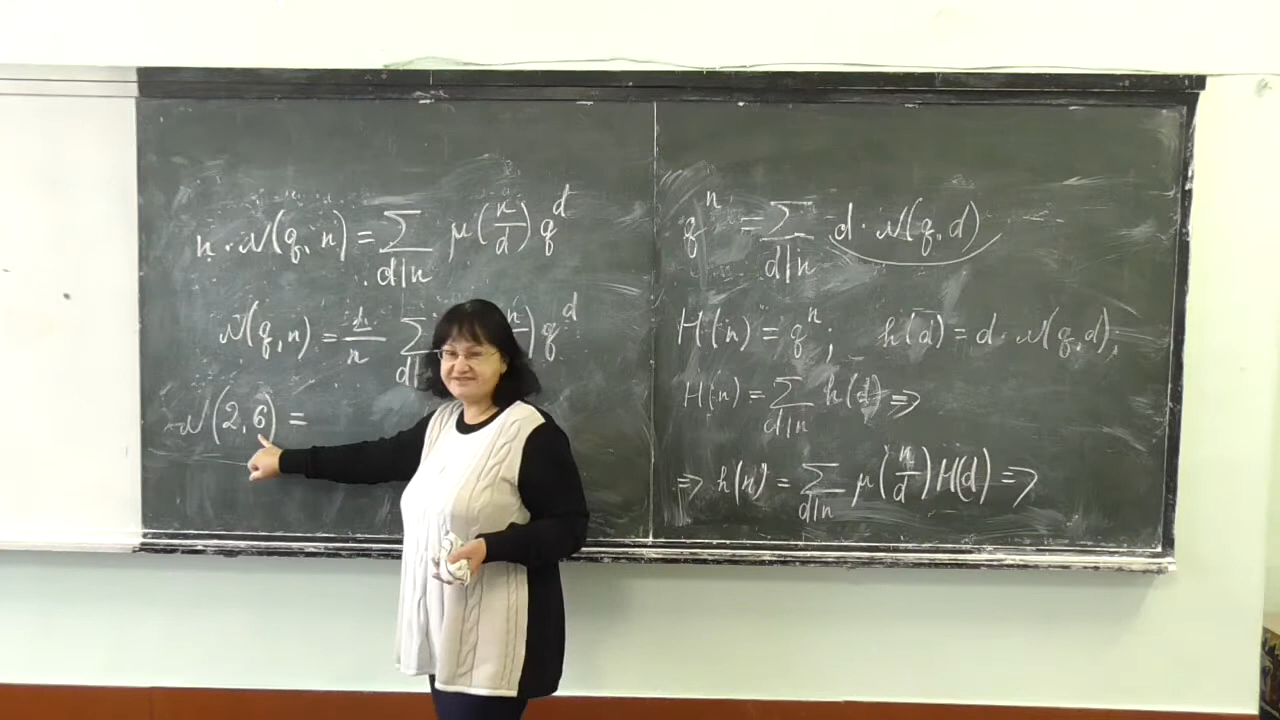 n · N(q, n) = ∑ d|n μ(n/d) q^d
N(q, n) = 1/n ∑ d| n ) q^d
N(2, 6) =
q^n = ∑ d|n d · N(q, d)
H(n) = q^n ; h(d) = d · N(q, d),
H(n) = ∑ d|n h(d) ⇒
⇒ h(n) = ∑ d|n μ(n/d) H(d) ⇒